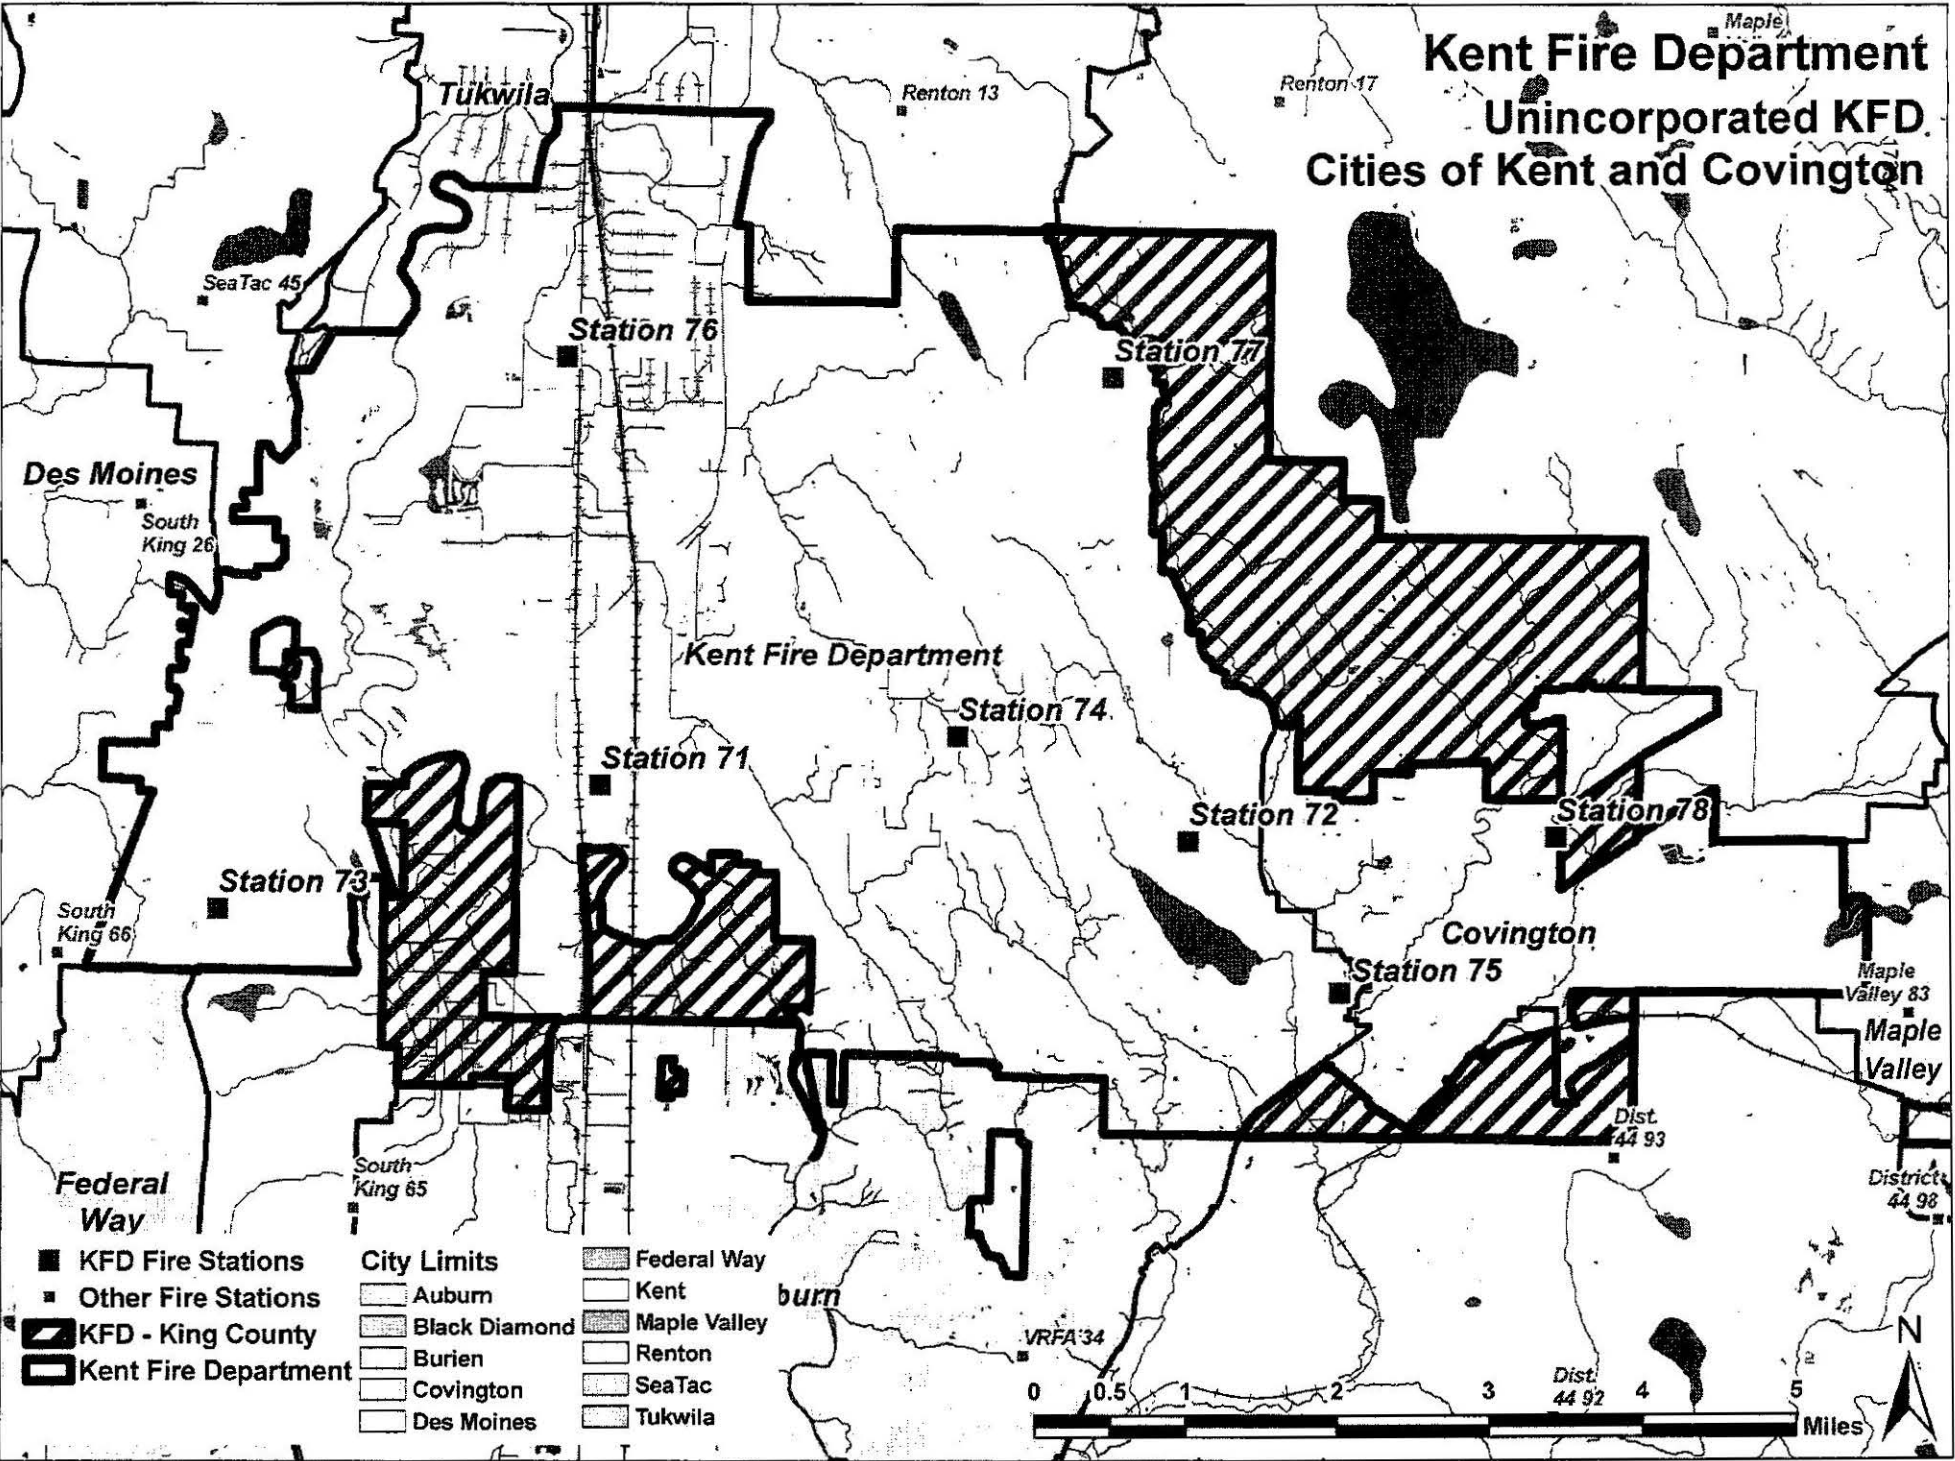 Maple
Kent Fire Department
Unincorporated KFD
Cities of Kent and Covington
Tukwila
Renton 13
Renton 17
SeaTac 45
Station 76
Station 77
Des Moines
South
King 26
Kent Fire Department
Station 74
Station 71
Station 72
Station 78
Station 73
South
King 66
Covington
Station 75
Maple
Valley 83
Maple
Valley
Dist.
44 93
South
King 65
District
44 98
Federal
Way
KFD Fire Stations
Other Fire Stations
KFD - King County
Kent Fire Department
City Limits
Auburn
Black Diamond
Burien
Covington
Des Moines
Federal Way
Kent
Maple Valley
Renton
SeaTac
Tukwila
burn
VRFA 34
Dist.
44 92
N
0 0.5 1 2 3 4 5
Miles